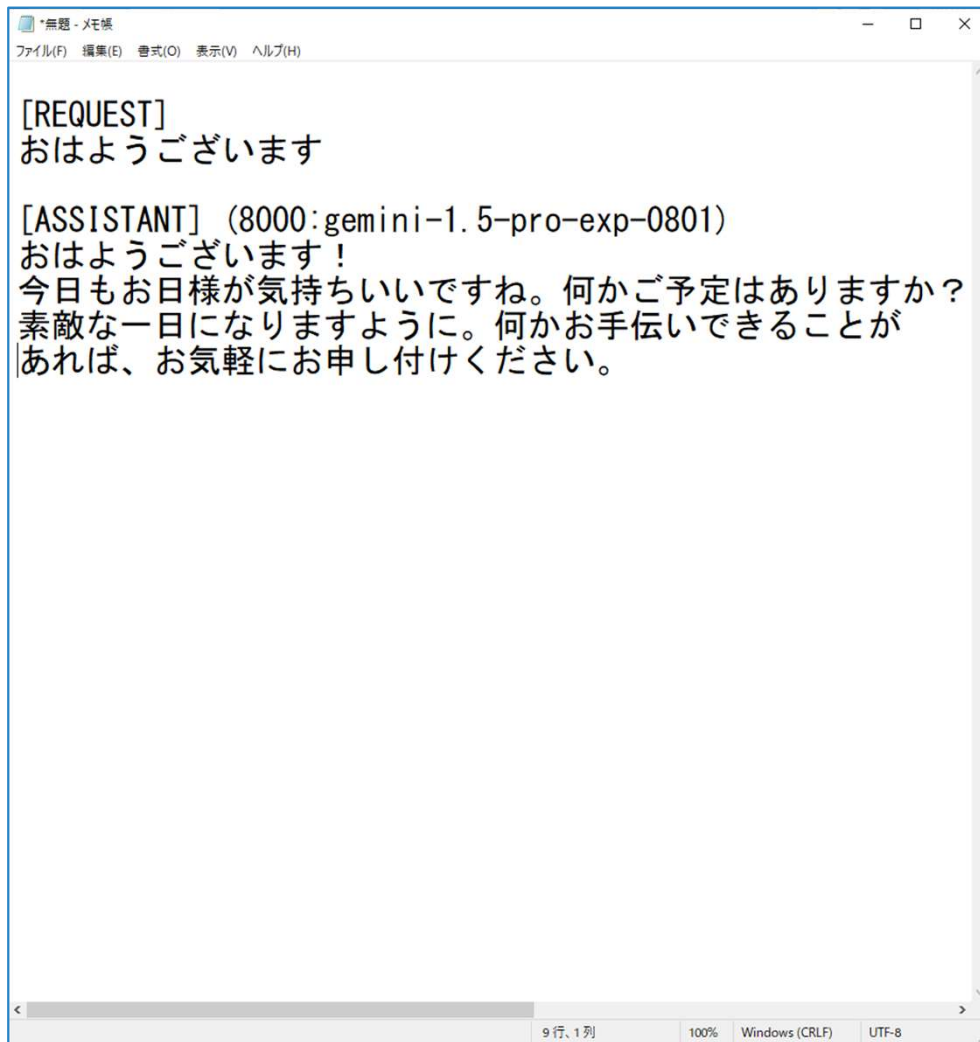 *無題 - メモ帳
ファイル(F) 編集(E) 書式(O) 表示(V) ヘルプ(H)
[REQUEST]
おはようございます
[ASSISTANT] (8000:gemini-1.5-pro-exp-0801)
おはようございます！
今日もお日様が気持ちいいですね。何かご予定はありますか？
素敵な一日になりますように。何かお手伝いできることが
あれば、お気軽にお申し付けください。
9 行、1 列 100% Windows (CRLF) UTF-8